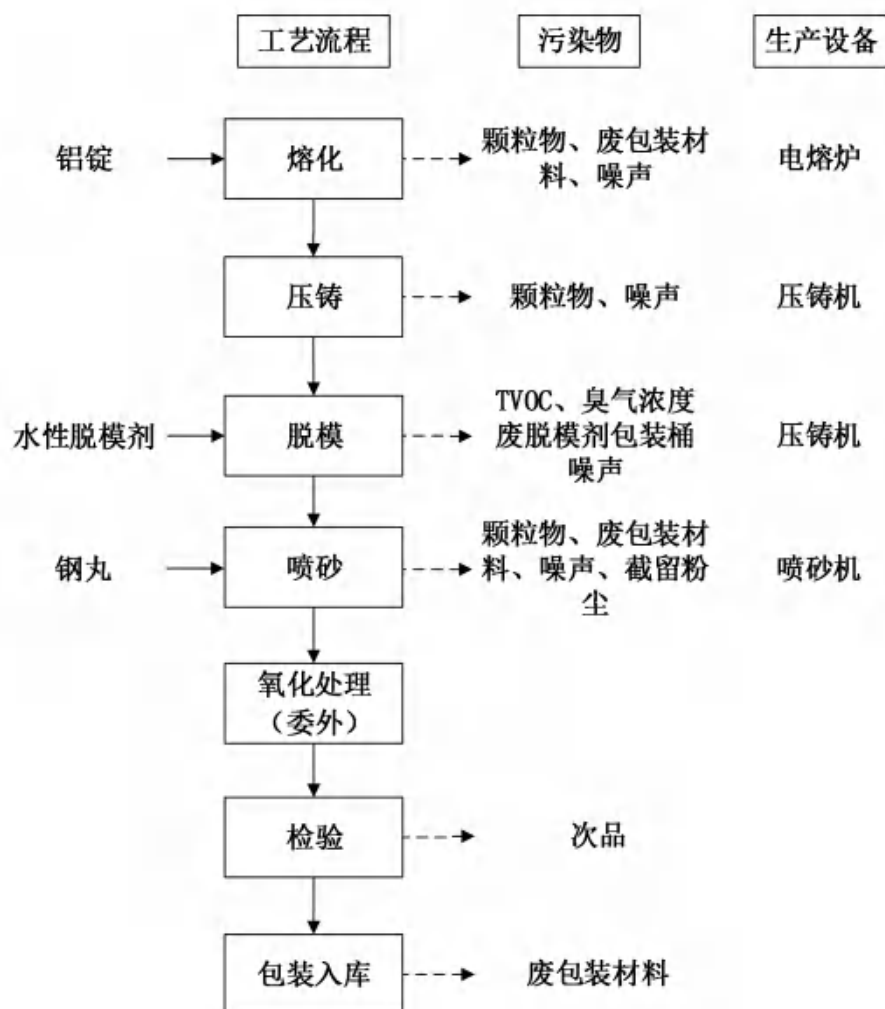 工艺流程
污染物
生产设备
铝锭
熔化
颗粒物、废包装材
料、噪声
电熔炉
压铸
颗粒物、噪声
压铸机
水性脱模剂
脱模
TVOC、臭气浓度
废脱模剂包装桶
噪声
压铸机
钢丸
喷砂
颗粒物、废包装材
料、噪声、截留粉
尘
喷砂机
氧化处理
（委外）
检验
次品
包装入库
废包装材料